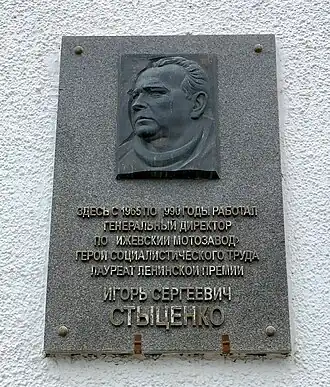 ЗДЕСЬ С 1965 ПО 1990 ГОДЫ РАБОТАЛ
ГЕНЕРАЛЬНЫЙ ДИРЕКТОР
ПО «ИЖЕВСКИЙ МОТОЗАВОД»
ГЕРОЙ СОЦИАЛИСТИЧЕСКОГО ТРУДА
ЛАУРЕАТ ЛЕНИНСКОЙ ПРЕМИИ
ИГОРЬ СЕРГЕЕВИЧ
СТЫЦЕНКО